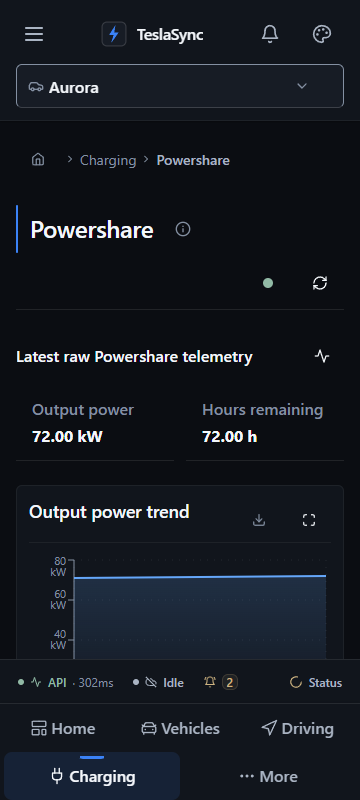 TeslaSync
Aurora
Charging
Powershare
Powershare
Latest raw Powershare telemetry
Output power
72.00 kW
Hours remaining
72.00 h
Output power trend
80
kW
60
kW
40
kW
API · 302ms
Idle
2
Status
Home
Vehicles
Driving
Charging
More